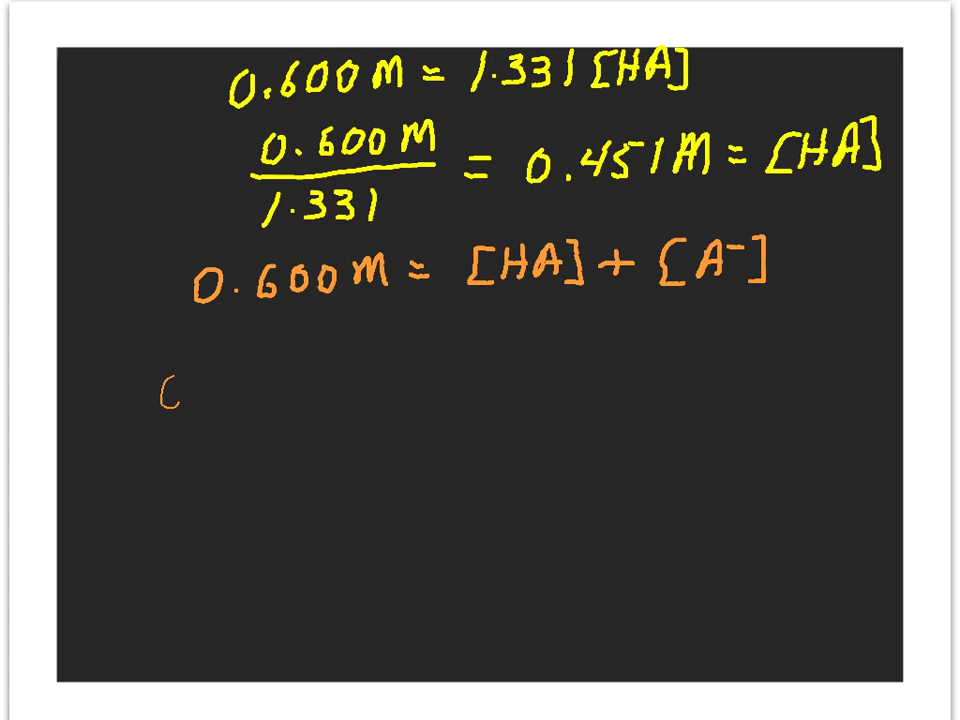 0.600 M = 1.331 [HA]
0.600 M / 1.331 = 0.451 M = [HA]
0.600 M = [HA] + [A⁻]